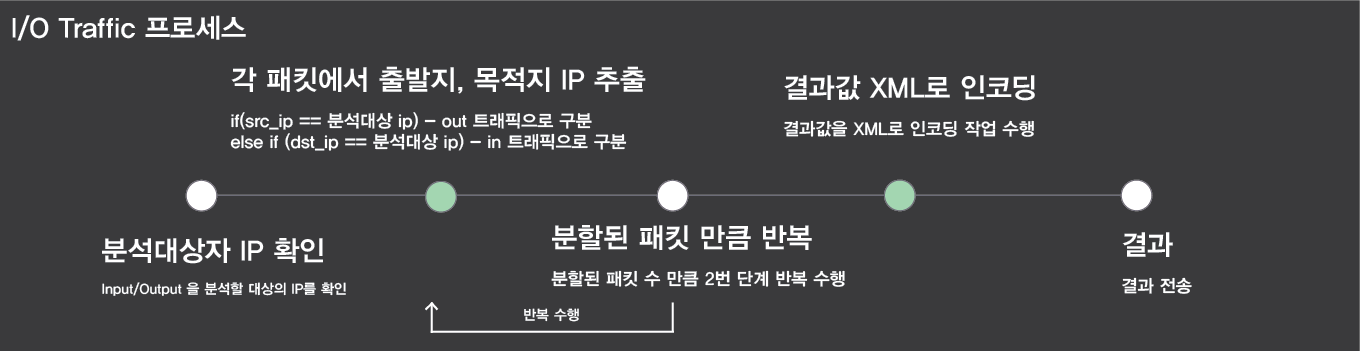 I/O Traffic 프로세스
각 패킷에서 출발지, 목적지 IP 추출
if(src_ip == 분석대상 ip) – out 트래픽으로 구분
else if (dst_ip == 분석대상 ip) – in 트래픽으로 구분
결과값 XML로 인코딩
결과값을 XML로 인코딩 작업 수행
분석대상자 IP 확인
Input/Output 을 분석할 대상의 IP를 확인
분할된 패킷 만큼 반복
분할된 패킷 수 만큼 2번 단계 반복 수행
반복 수행
결과
결과 전송